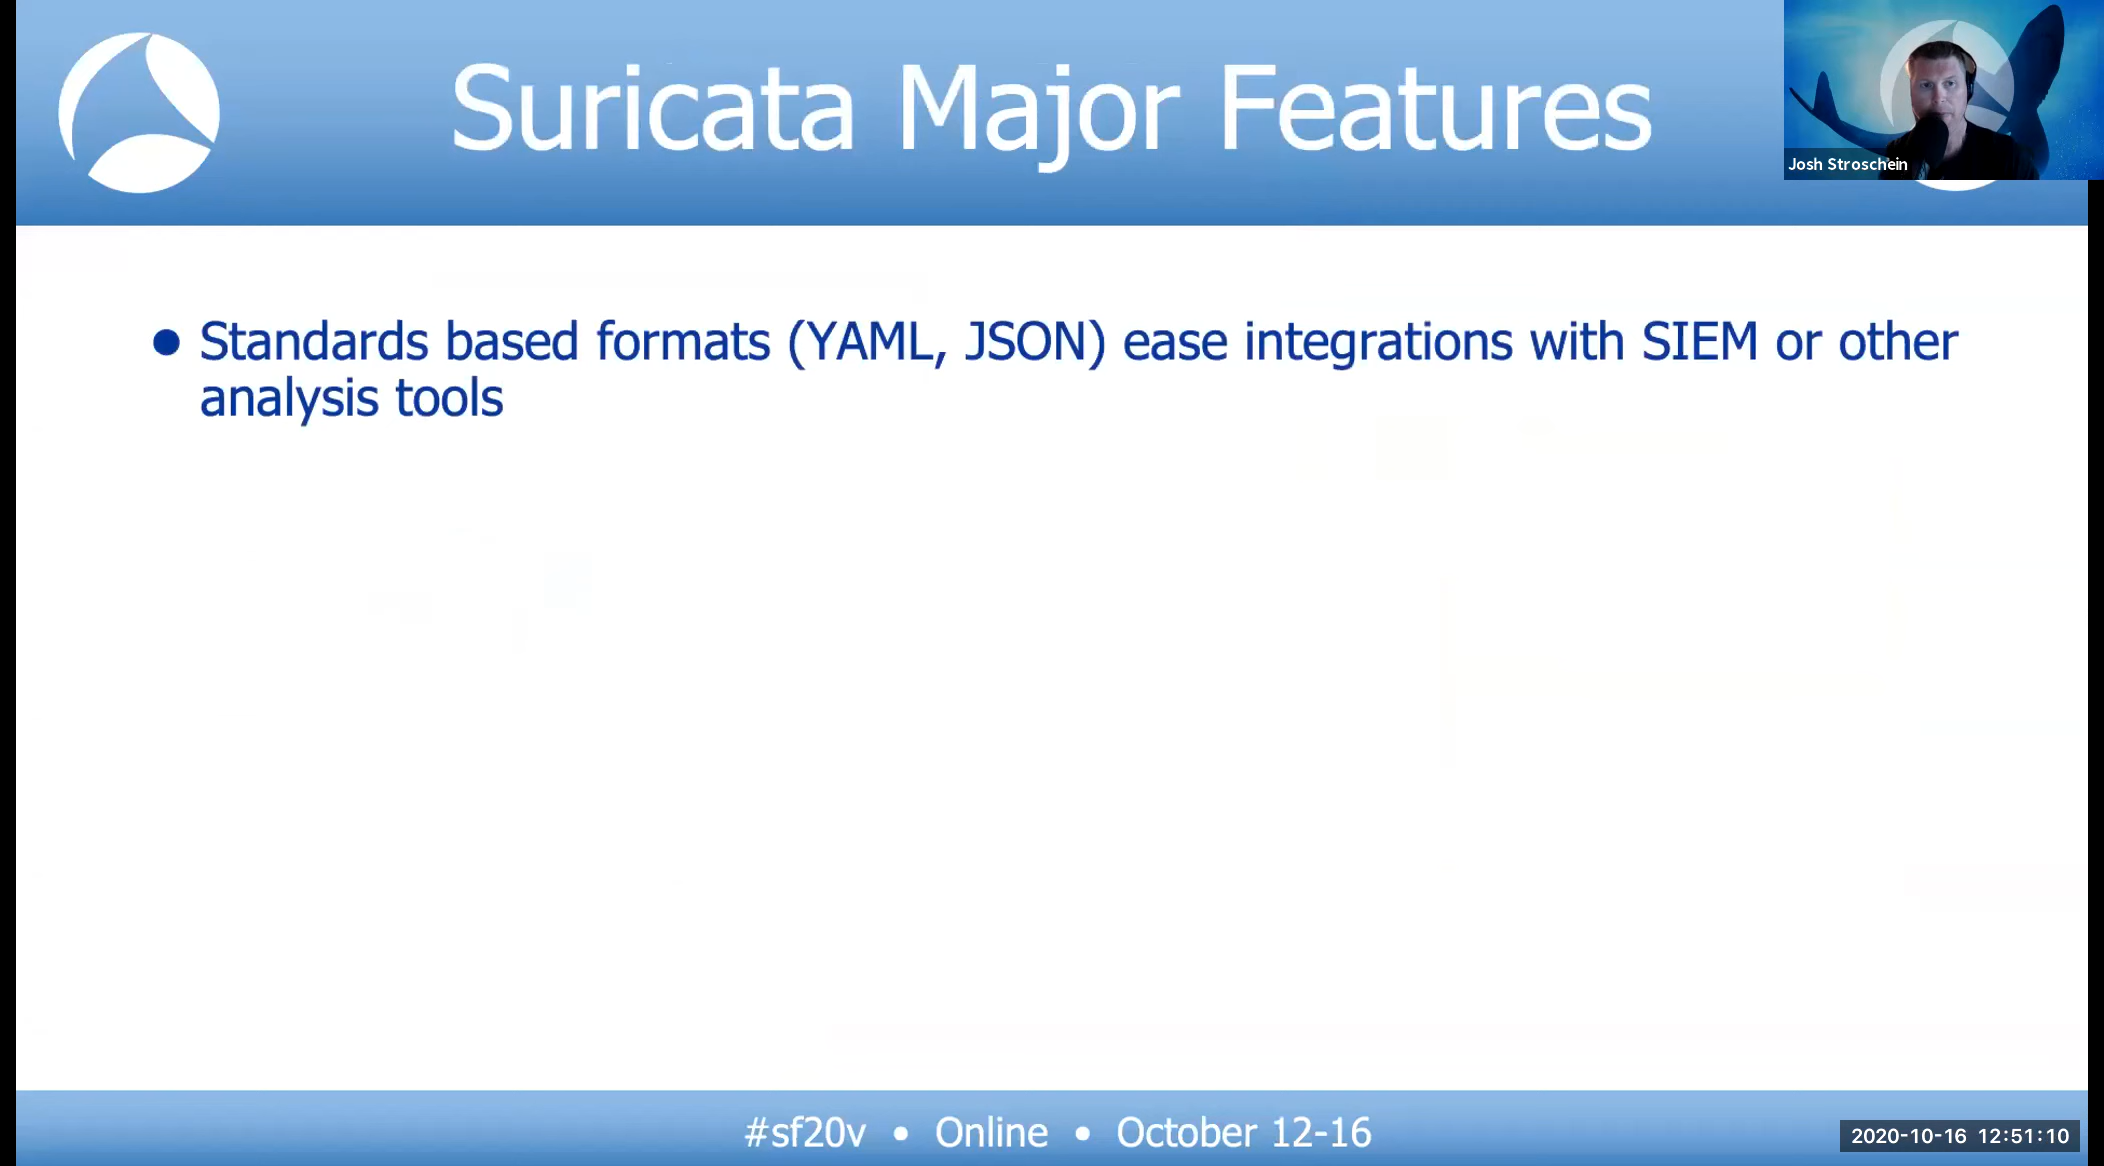 Suricata Major Features
Josh Stroschein
● Standards based formats (YAML, JSON) ease integrations with SIEM or other
analysis tools
#sf20v • Online • October 12-16
2020-10-16 12:51:10